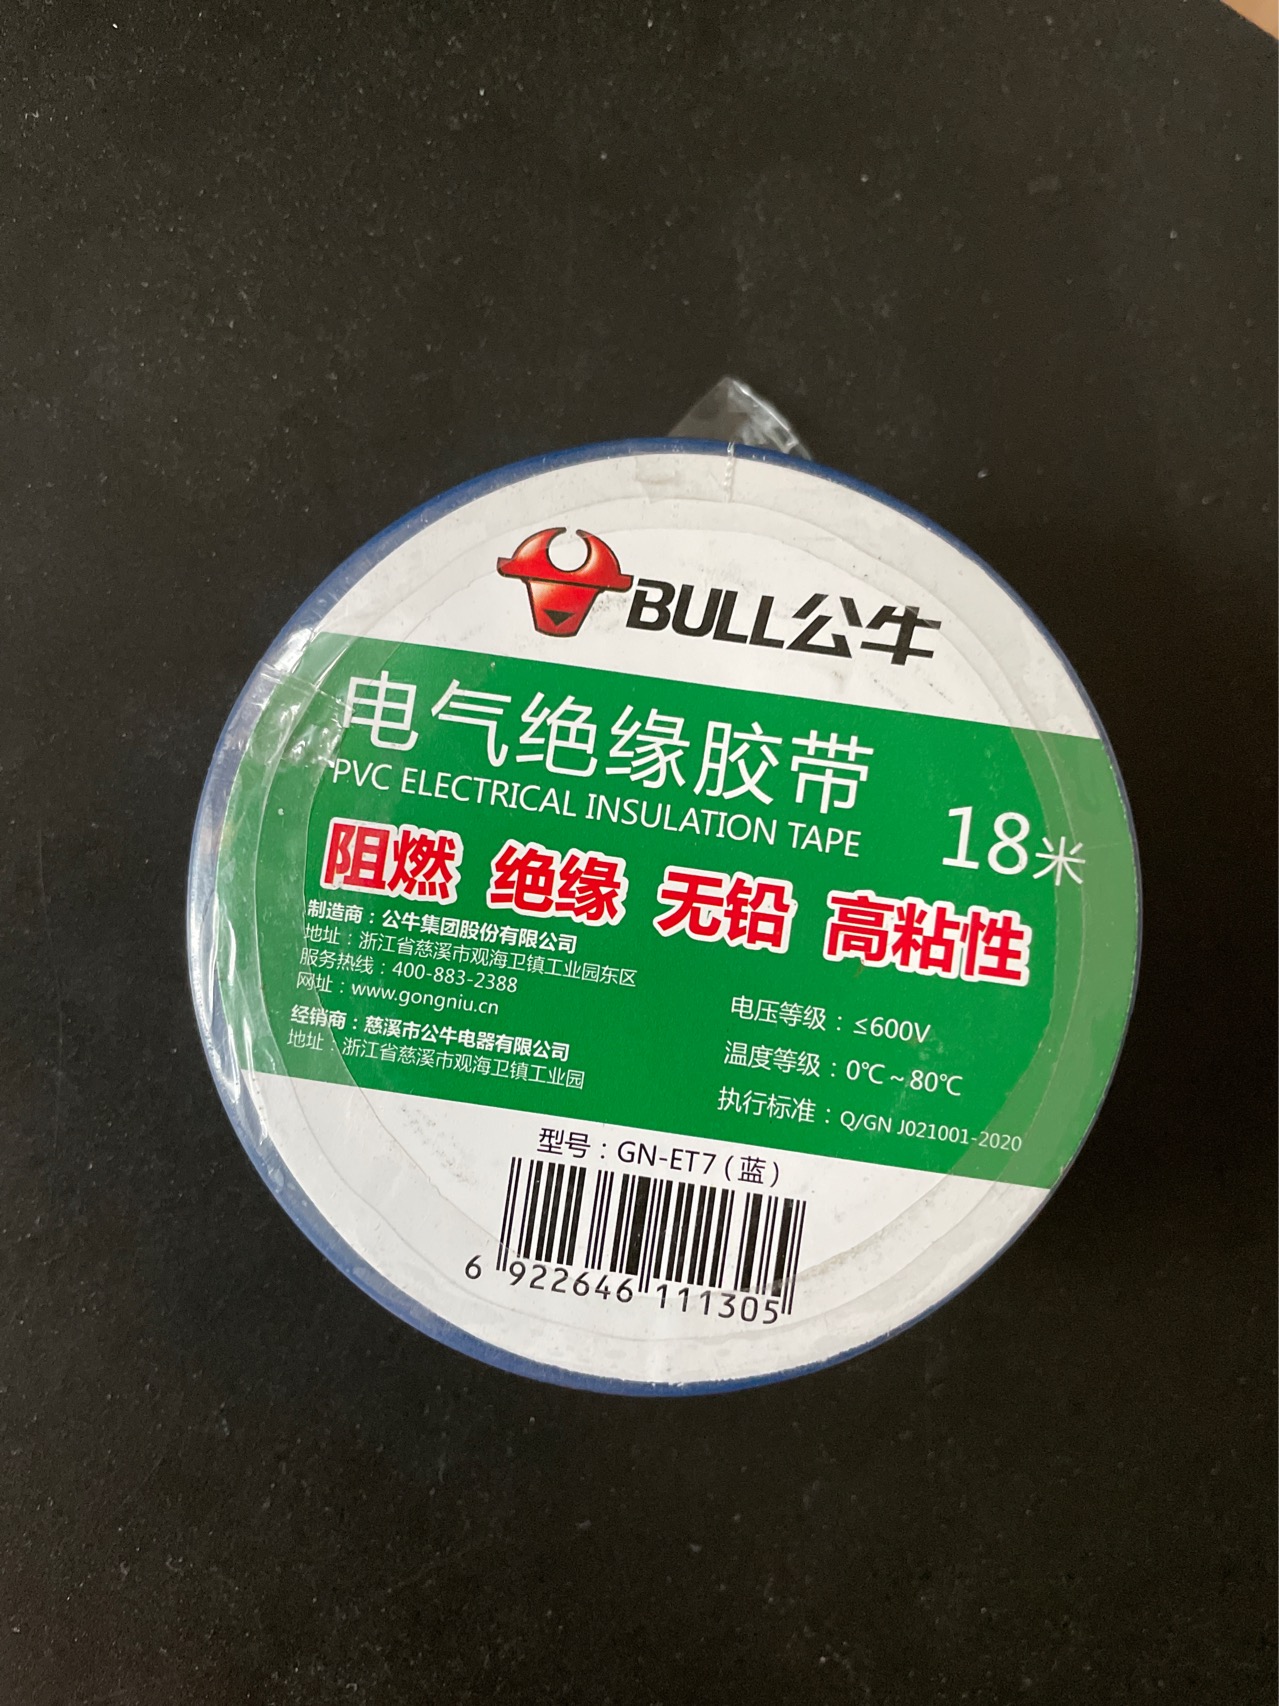 BULL公牛
电气绝缘胶带
PVC ELECTRICAL INSULATION TAPE
18米
阻燃 绝缘 无铅 高粘性
制造商：公牛集团股份有限公司
地址：浙江省慈溪市观海卫镇工业园东区
服务热线：400-883-2388
网址：www.gongniu.cn
经销商：慈溪市公牛电器有限公司
地址：浙江省慈溪市观海卫镇工业园
电压等级：≤600V
温度等级：0℃~80℃
执行标准：Q/GN J021001-2020
型号：GN-ET7（蓝）
6 922646 111305